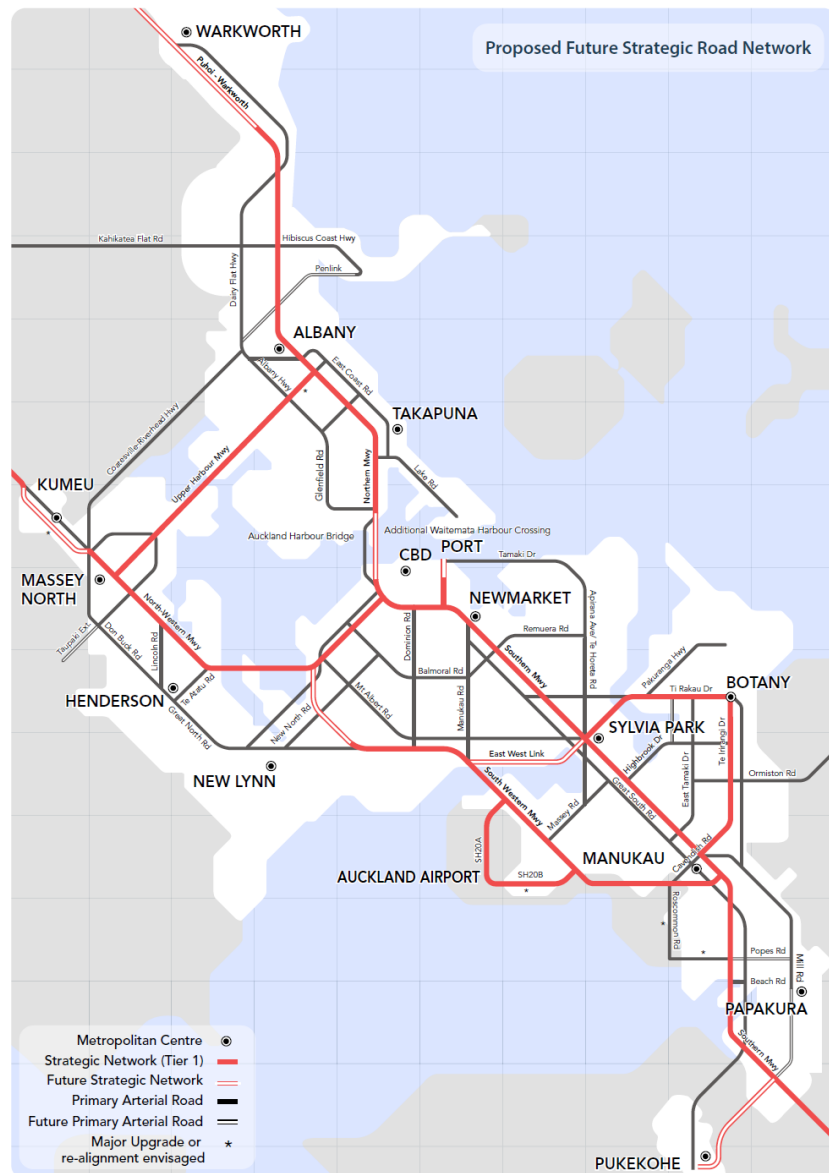 WARKWORTH
Proposed Future Strategic Road Network
Puhoi - Warkworth
Kahikatea Flat Rd
Hibiscus Coast Hwy
Penlink
Dairy Flat Hwy
ALBANY
Albany Hwy
East Coast Rd
*
TAKAPUNA
Coatesville-Riverhead Hwy
Upper Harbour Mwy
Glenfield Rd
Northern Mwy
Lake Rd
KUMEU
*
Auckland Harbour Bridge
Additional Waitemata Harbour Crossing
CBD
PORT
Tamaki Dr
MASSEY
NORTH
North-Western Mwy
NEWMARKET
Apirana Ave/ Te Horeta Rd
Taupaki Ext.
Don Buck Rd
Lincoln Rd
Dominion Rd
Remuera Rd
Southern Mwy
Balmoral Rd
Pakuranga Hwy
HENDERSON
Te Atatu Rd
Mt Albert Rd
Manukau Rd
Ti Rakau Dr
BOTANY
Great North Rd
New North Rd
SYLVIA PARK
Te Irirangi Dr
East West Link
Highbrook Dr
NEW LYNN
South Western Mwy
Great South Rd
East Tamaki Dr
Ormiston Rd
Massey Rd
SH20A
MANUKAU
Cavendish Rd
AUCKLAND AIRPORT
SH20B
*
Roscommon Rd
*
*
Popes Rd
Mill Rd
Beach Rd
PAPAKURA
Southern Mwy
PUKEKOHE
Metropolitan Centre
Strategic Network (Tier 1)
Future Strategic Network
Primary Arterial Road
Future Primary Arterial Road
Major Upgrade or *
re-alignment envisaged